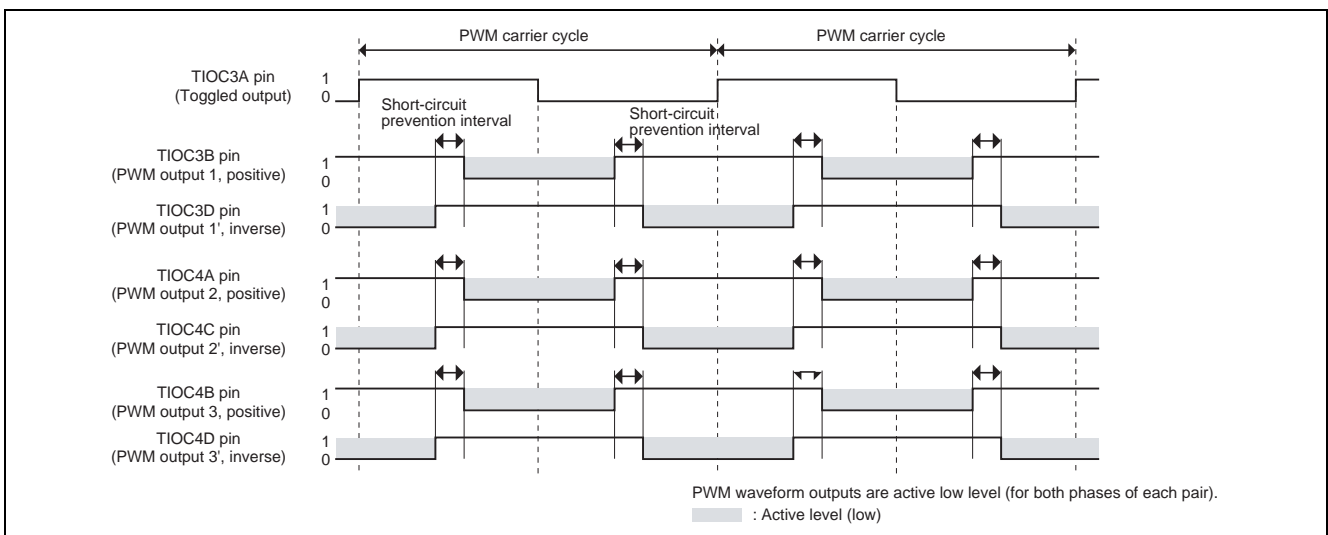 PWM carrier cycle PWM carrier cycle
TIOC3A pin
(Toggled output)
1
0
Short-circuit
prevention interval
Short-circuit
prevention interval
TIOC3B pin
(PWM output 1, positive)
1
0
TIOC3D pin
(PWM output 1', inverse)
1
0
TIOC4A pin
(PWM output 2, positive)
1
0
TIOC4C pin
(PWM output 2', inverse)
1
0
TIOC4B pin
(PWM output 3, positive)
1
0
TIOC4D pin
(PWM output 3', inverse)
1
0
PWM waveform outputs are active low level (for both phases of each pair).
: Active level (low)